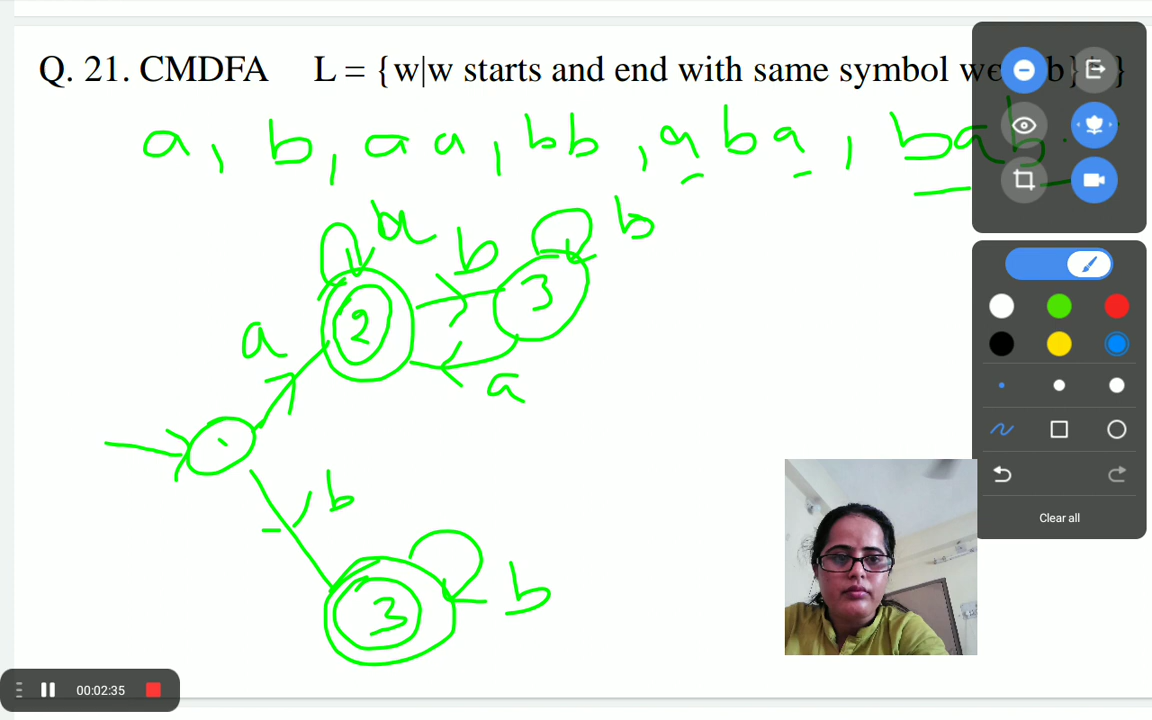 Q. 21. CMDFA L = {w|w starts and end with same symbol wϵ b} }
a, b, aa, bb, aba, bab
a b b
2 3
a a
1
b
3 b
00:02:35
Clear all